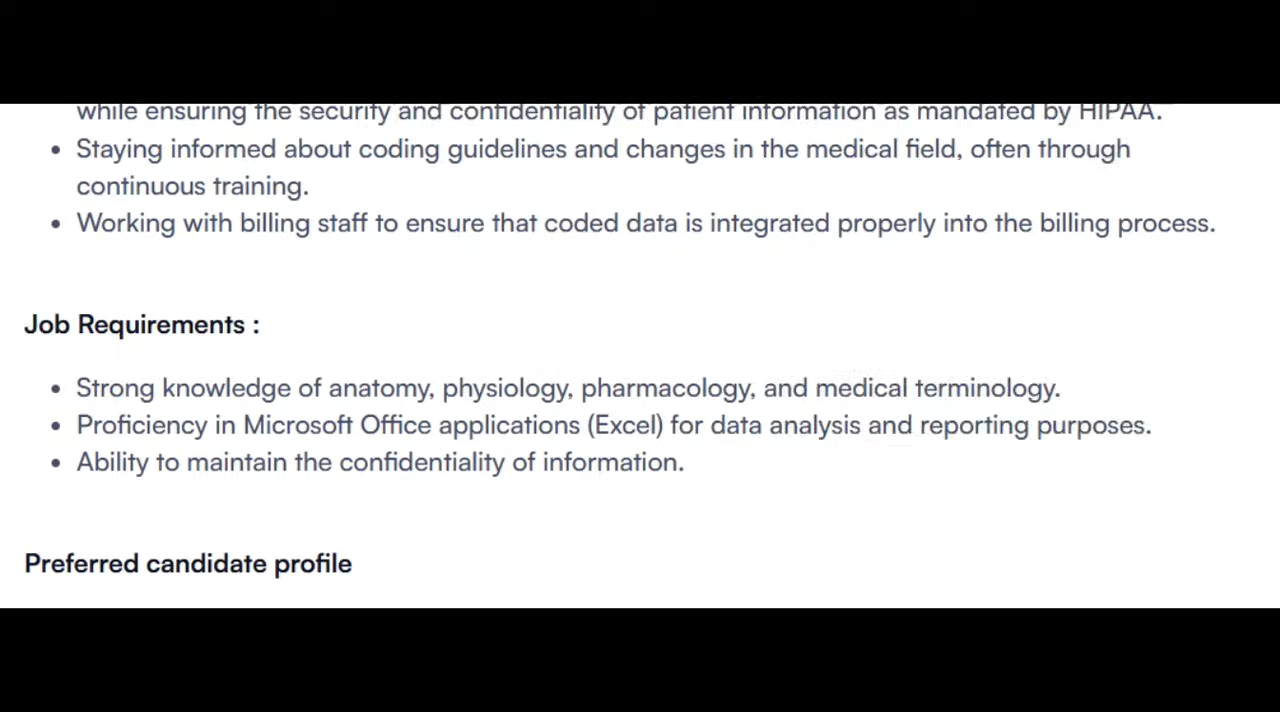 while ensuring the security and confidentiality of patient information as mandated by HIPAA.
• Staying informed about coding guidelines and changes in the medical field, often through
continuous training.
• Working with billing staff to ensure that coded data is integrated properly into the billing process.
Job Requirements :
• Strong knowledge of anatomy, physiology, pharmacology, and medical terminology.
• Proficiency in Microsoft Office applications (Excel) for data analysis and reporting purposes.
• Ability to maintain the confidentiality of information.
Preferred candidate profile